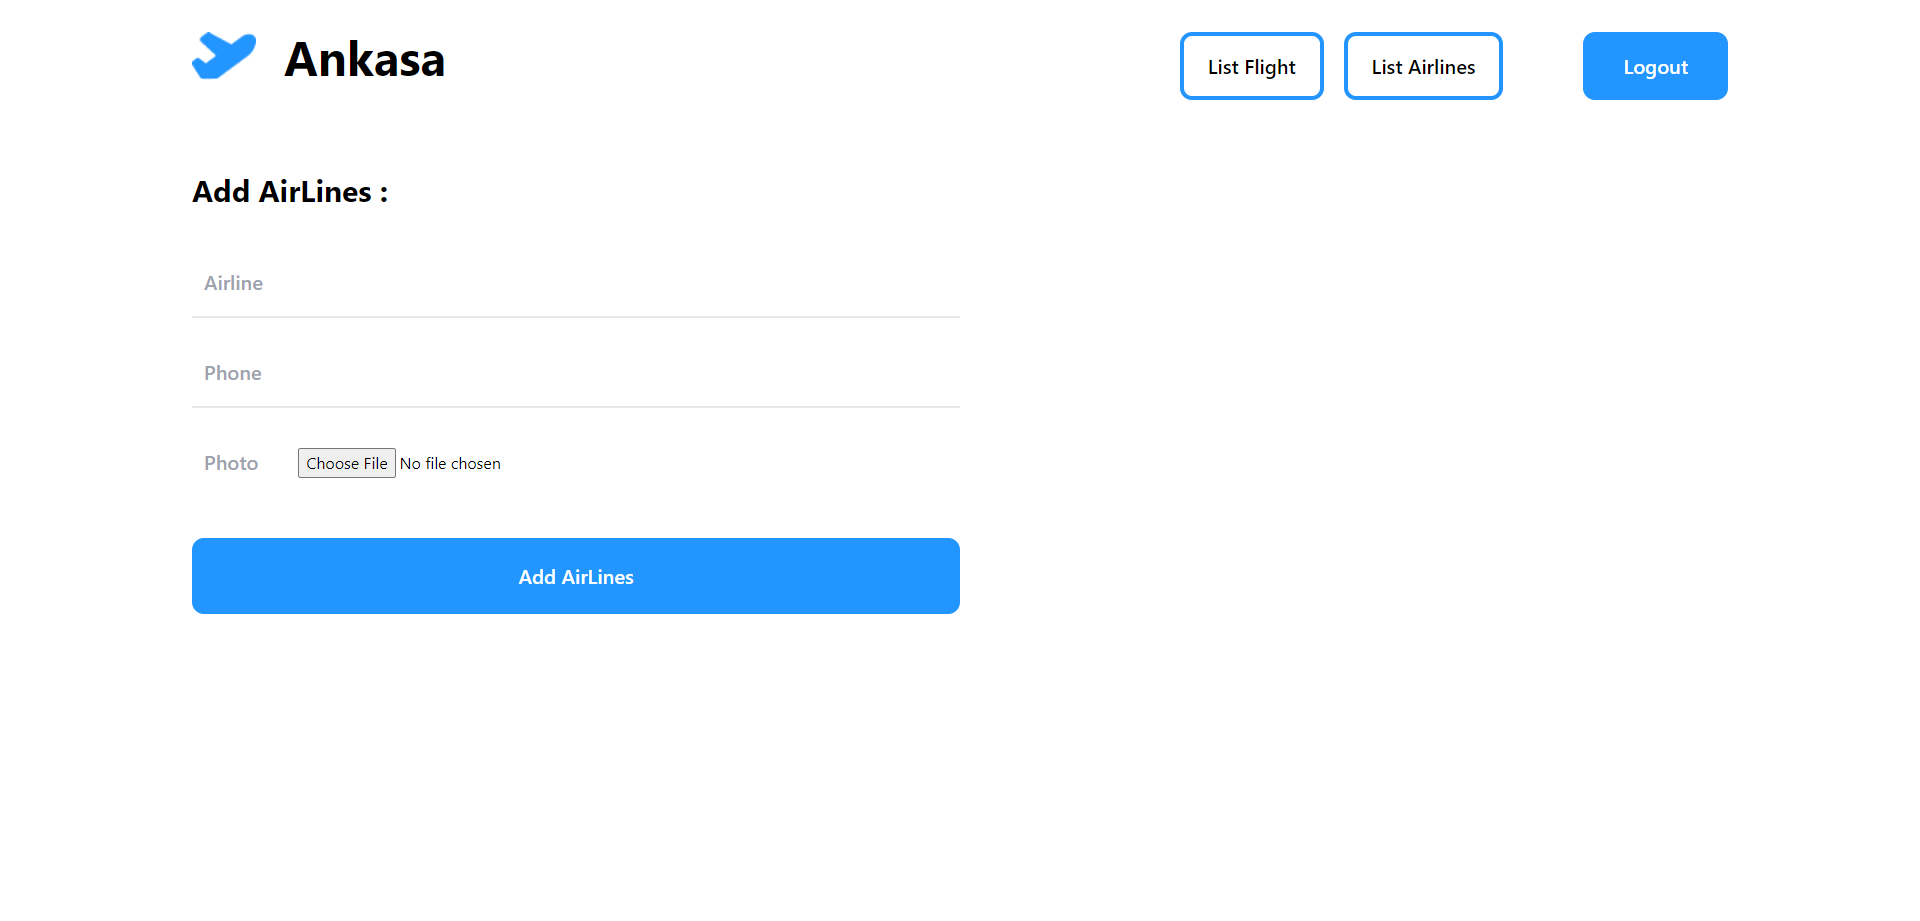 Ankasa
List Flight
List Airlines
Logout
Add AirLines :
Airline
Phone
Photo Choose File No file chosen
Add AirLines